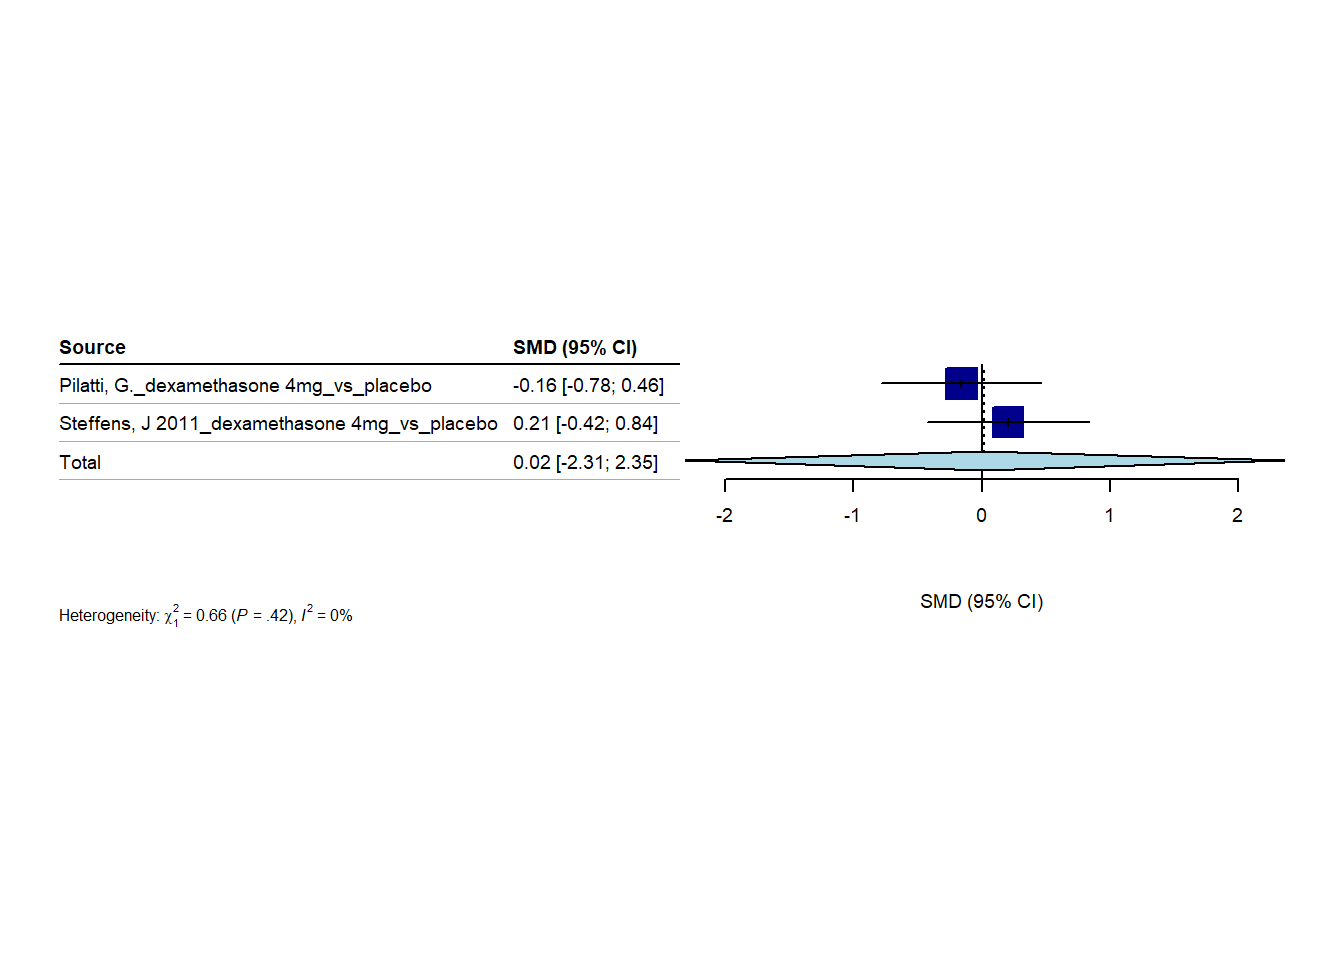 Source SMD (95% CI)
Pilatti, G._dexamethasone 4mg_vs_placebo -0.16 [-0.78; 0.46]
Steffens, J 2011_dexamethasone 4mg_vs_placebo 0.21 [-0.42; 0.84]
Total 0.02 [-2.31; 2.35]
-2 -1 0 1 2
SMD (95% CI)
Heterogeneity: χ²₁ = 0.66 (P = .42), I² = 0%